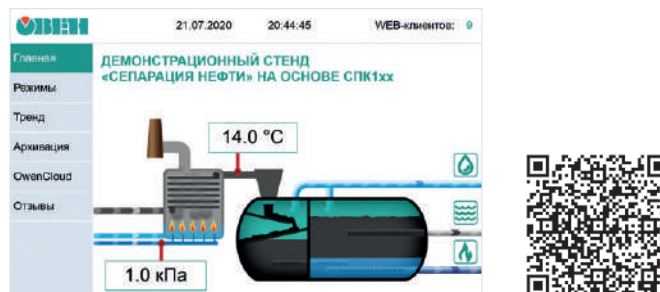 ОВЕН
21.07.2020 20:44:45 WEB-клиентов: 9
Главная
Режимы
Тренд
Архивация
OwenCloud
Отзывы
ДЕМОНСТРАЦИОННЫЙ СТЕНД
«СЕПАРАЦИЯ НЕФТИ» НА ОСНОВЕ СПК1хх
14.0 °C
1.0 кПа